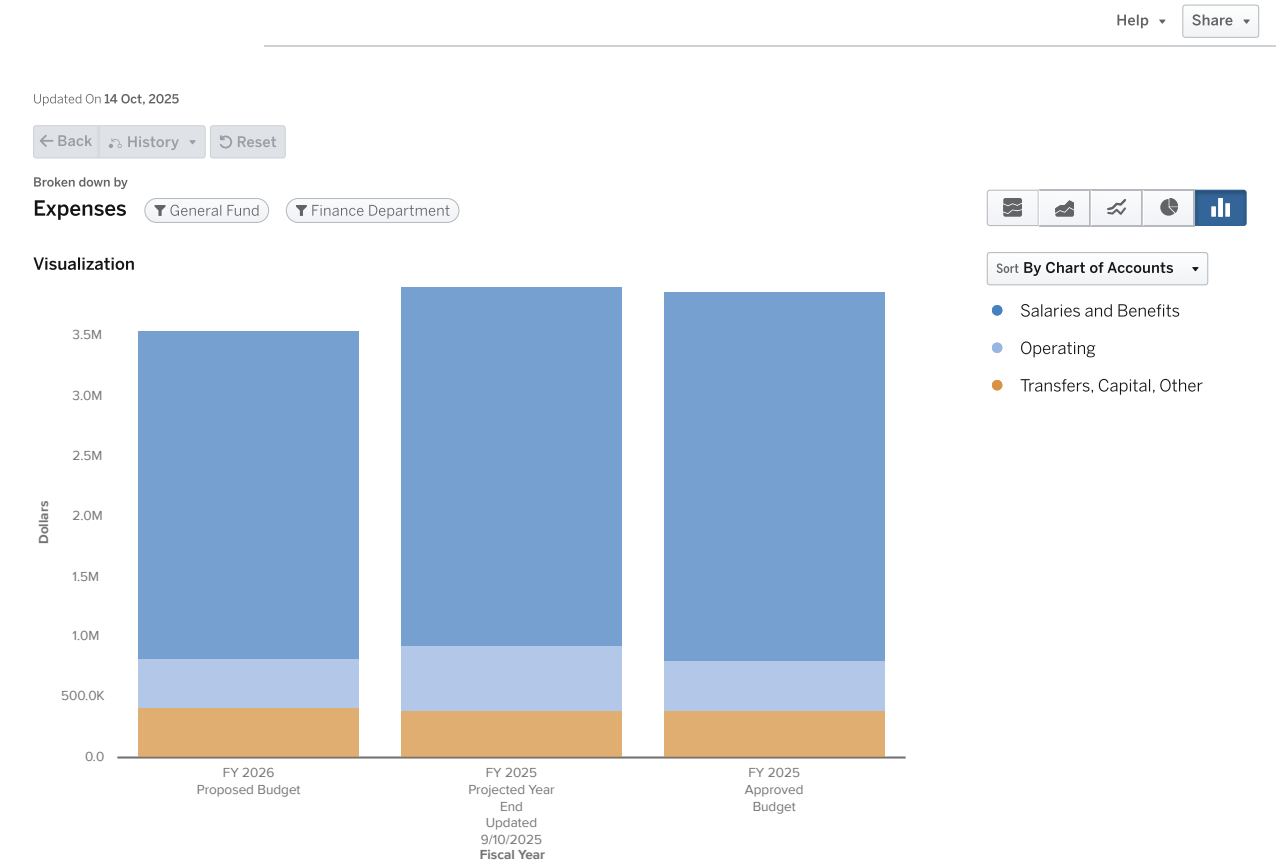 Help
Share
Updated On 14 Oct, 2025
Back
History
Reset
Broken down by
Expenses
General Fund
Finance Department
Visualization
Sort By Chart of Accounts
Salaries and Benefits
Operating
Transfers, Capital, Other
Dollars
3.5M
3.0M
2.5M
2.0M
1.5M
1.0M
500.0K
0.0
FY 2026
Proposed Budget
FY 2025
Projected Year
End
Updated
9/10/2025
FY 2025
Approved
Budget
Fiscal Year